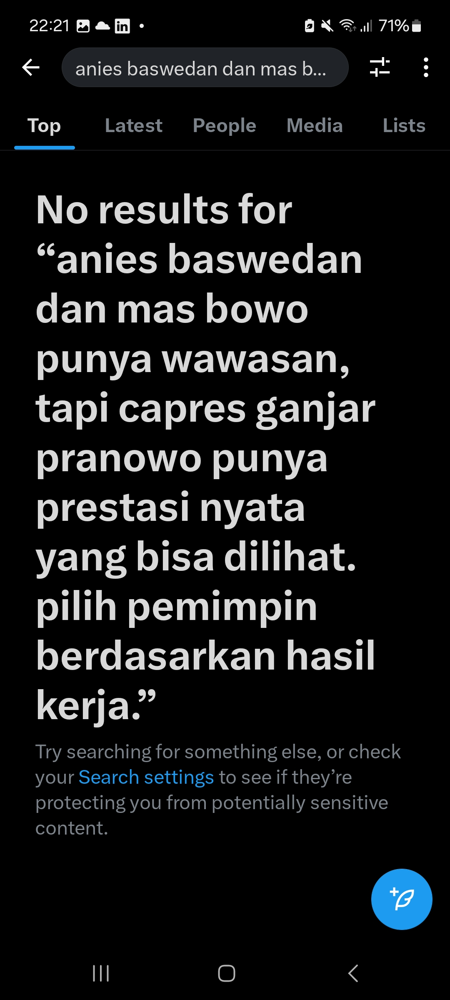 22:21
71%
anies baswedan dan mas b...
Top Latest People Media Lists
No results for
“anies baswedan
dan mas bowo
punya wawasan,
tapi capres ganjar
pranowo punya
prestasi nyata
yang bisa dilihat.
pilih pemimpin
berdasarkan hasil
kerja.”
Try searching for something else, or check
your Search settings to see if they’re
protecting you from potentially sensitive
content.